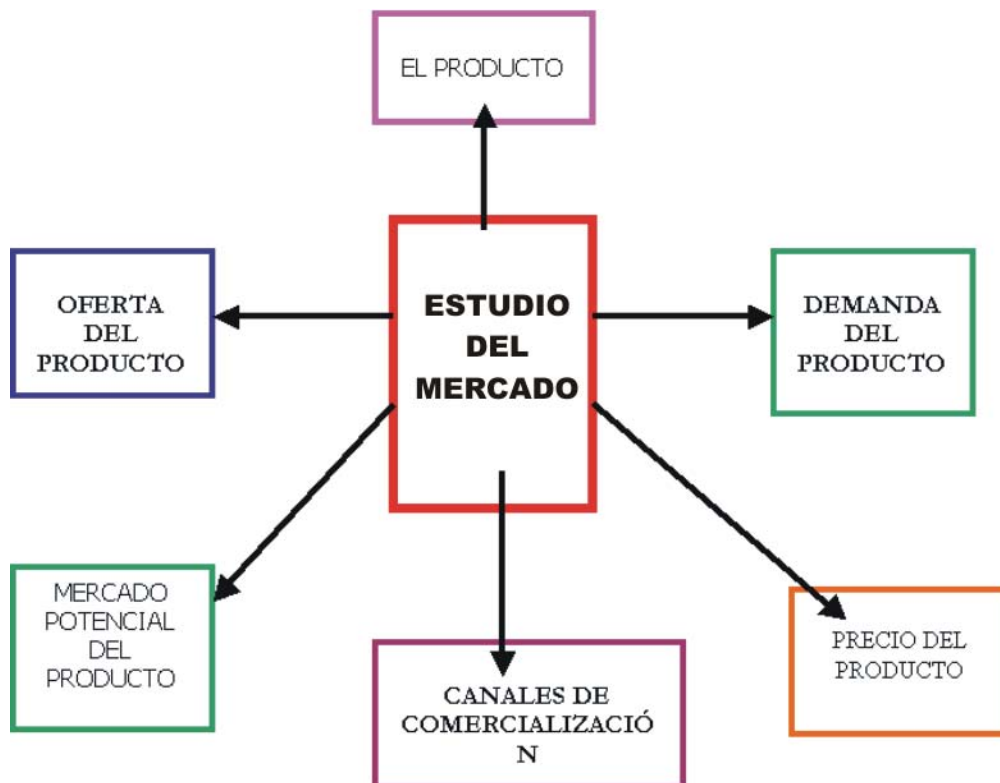 EL PRODUCTO
OFERTA
DEL
PRODUCTO
ESTUDIO
DEL
MERCADO
DEMANDA
DEL
PRODUCTO
MERCADO
POTENCIAL
DEL
PRODUCTO
CANALES DE
COMERCIALIZACIÓ
N
PRECIO DEL
PRODUCTO